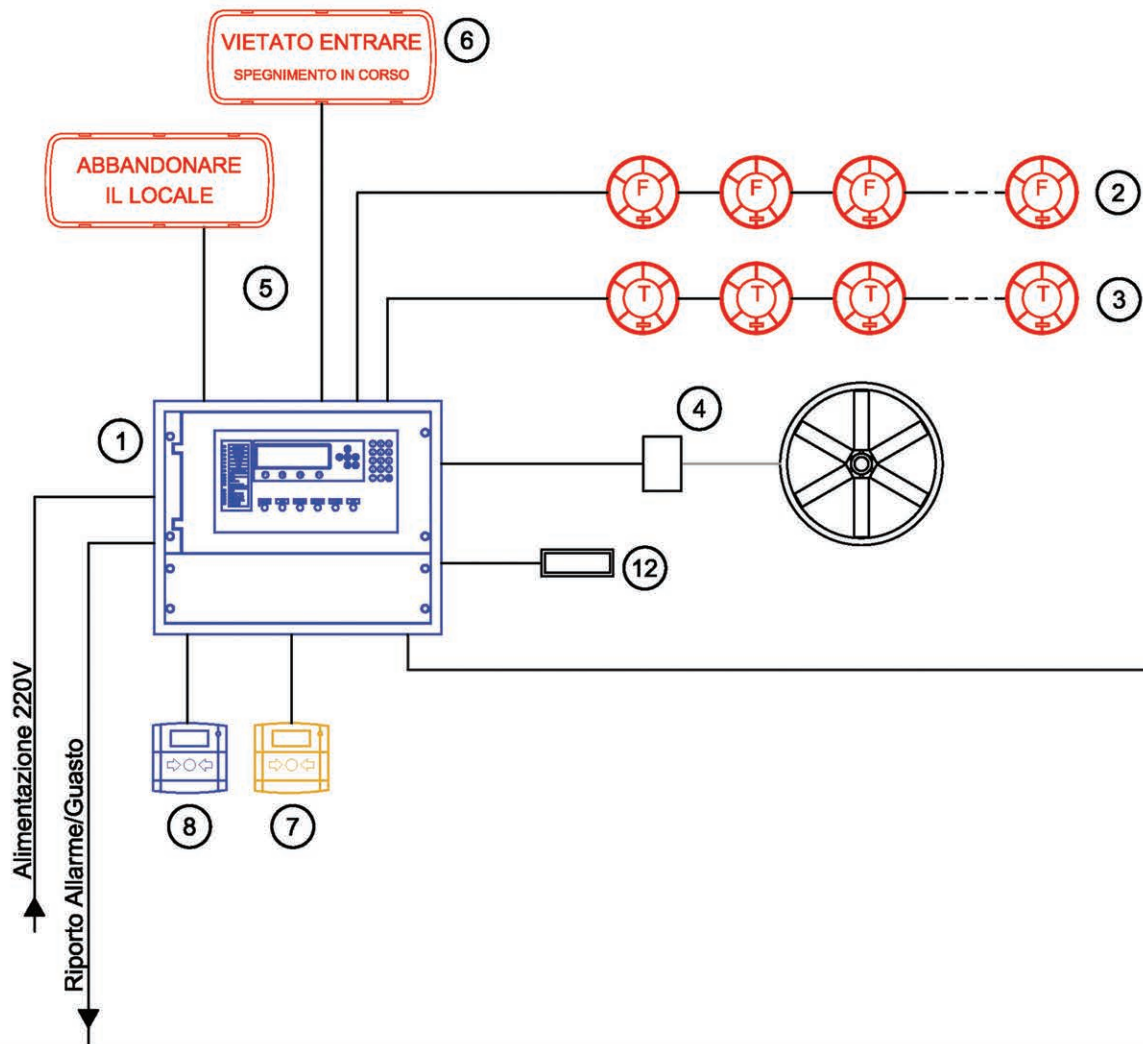 VIETATO ENTRARE
SPEGNIMENTO IN CORSO
6
ABBANDONARE
IL LOCALE
F F F F
2
5
T T T T
3
1
4
12
8
7
Alimentazione 220V
Riporto Allarme/Guasto